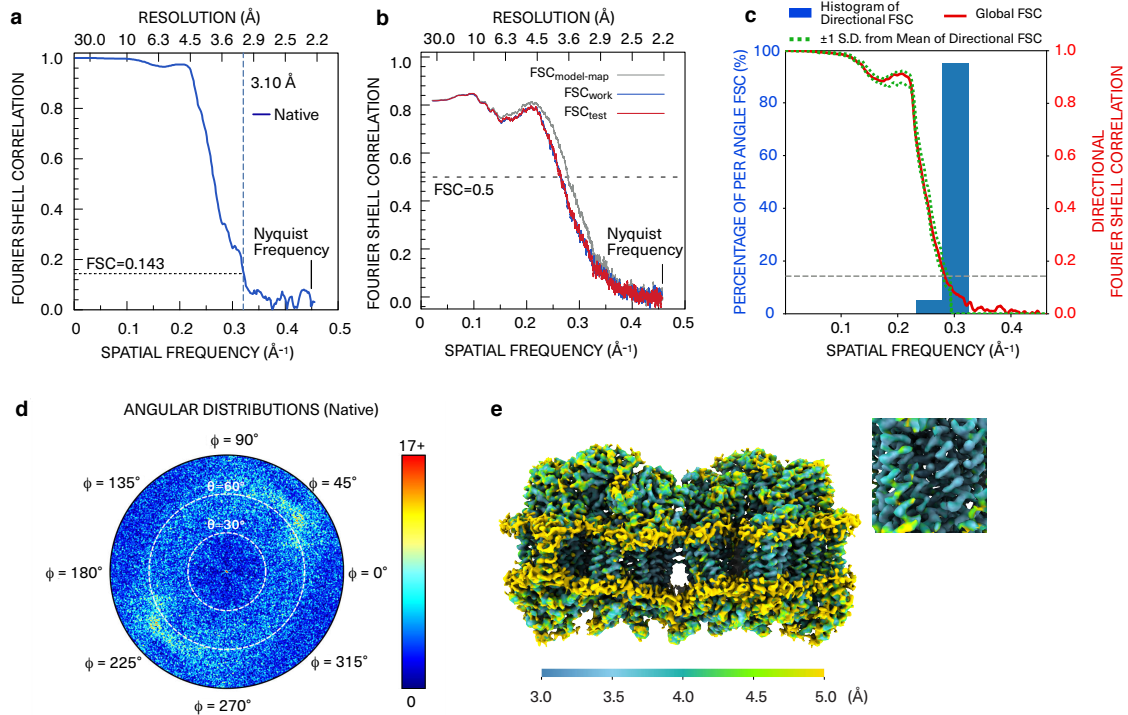 a
RESOLUTION (Å)
30.0 10 6.3 4.5 3.6 2.9 2.5 2.2
1.0
0.8
0.6
0.4
0.2
0.0
FOURIER SHELL CORRELATION
3.10 Å
Native
Nyquist
Frequency
FSC=0.143
0 0.1 0.2 0.3 0.4 0.5
SPATIAL FREQUENCY (Å⁻¹)
b
RESOLUTION (Å)
30.0 10 6.3 4.5 3.6 2.9 2.5 2.2
1.0
0.8
0.6
0.4
0.2
0.0
FOURIER SHELL CORRELATION
FSCmodel-map
FSCwork
FSCtest
FSC=0.5
Nyquist
Frequency
0 0.1 0.2 0.3 0.4 0.5
SPATIAL FREQUENCY (Å⁻¹)
c
Histogram of
Directional FSC
Global FSC
±1 S.D. from Mean of Directional FSC
100
80
60
40
20
0
PERCENTAGE OF PER ANGLE FSC (%)
1.0
0.8
0.6
0.4
0.2
0.0
DIRECTIONAL
FOURIER SHELL CORRELATION
0.1 0.2 0.3 0.4
SPATIAL FREQUENCY (Å⁻¹)
d
ANGULAR DISTRIBUTIONS (Native)
ϕ = 90°
ϕ = 135°
ϕ = 45°
θ=60°
θ=30°
ϕ = 180°
ϕ = 0°
ϕ = 225°
ϕ = 315°
ϕ = 270°
17+
0
e
3.0 3.5 4.0 4.5 5.0 (Å)